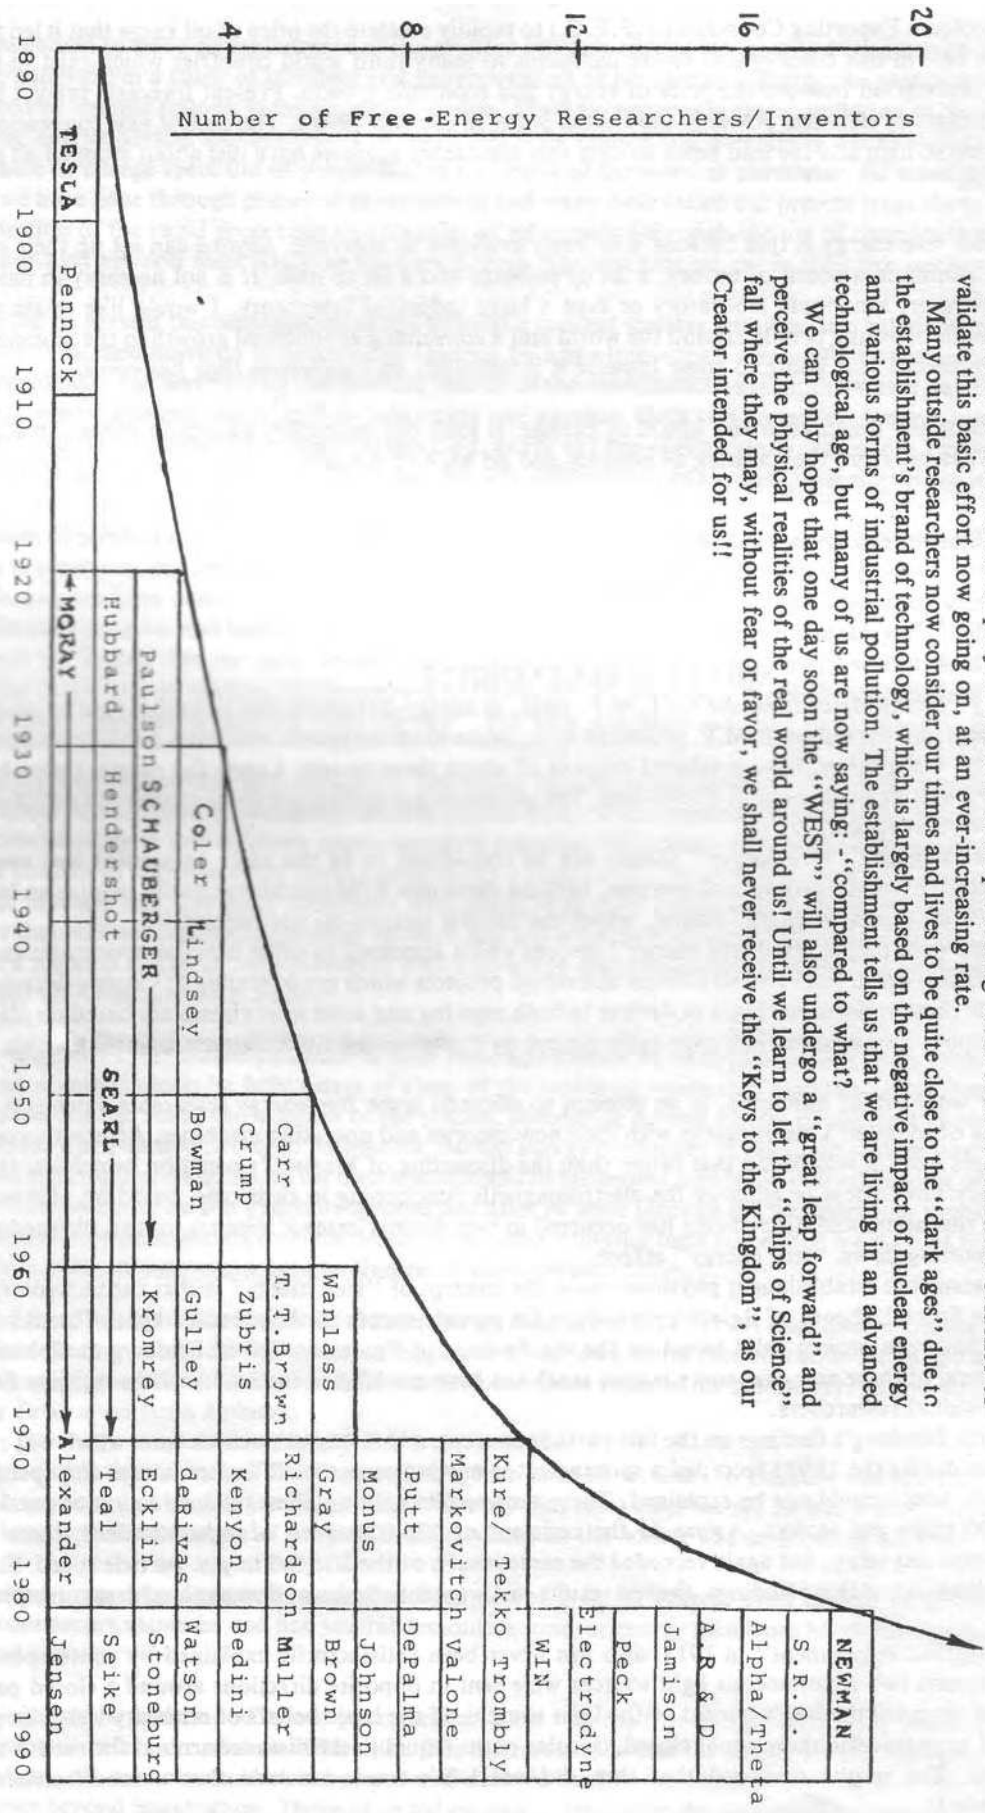 validate this basic effort now going on, at an ever-increasing rate.
Many outside researchers now consider our times and lives to be quite close to the “dark ages” due to
the establishment's brand of technology, which is largely based on the negative impact of nuclear energy
and various forms of industrial pollution. The establishment tells us that we are living in an advanced
technological age, but many of us are now saying: -“compared to what?
We can only hope that one day soon the “WEST” will also undergo a “great leap forward” and
perceive the physical realities of the real world around us! Until we learn to let the “chips of Science”
fall where they may, without fear or favor, we shall never receive the “Keys to the Kingdom”, as our
Creator intended for us!!
Number of Free-Energy Researchers/Inventors
20
16
12
8
4
NEWMAN
S.P.O.
Alpha Theta
A R & D
Jamison
Peck
Electrodyne
WIN
Kure/Tekko
Tromby
Markovitch
Valone
Putt
DePalma
Monus
Johnson
Wanlass
Gray
Brown
Carr
T.T.Brown
Richardson
Muller
Crump
Zubris
Kenyon
Bedini
Bowman
Gulley
deRivas
Watson
Coler
Lindsey
Paulson
SCHAUBERGER
Kromrey
Ecklin
Stoneburg
Hubbard
Hendershot
SEARL
Teal
Seike
TESLA
Pennock
MORAY
Alexander
Jensen
1890 1900 1910 1920 1930 1940 1950 1960 1970 1980 1990